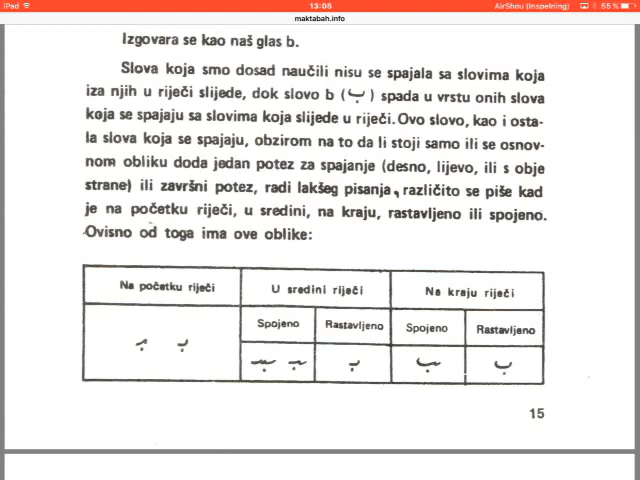 iPad 13:05 AirShou (Inspelning) 55 %
maktabah.info
Izgovara se kao naš glas b.
Slova koja smo dosad naučili nisu se spajala sa slovima koja
iza njih u riječi slijede, dok slovo b (ب) spada u vrstu onih slova
koja se spajaju sa slovima koja slijede u riječi. Ovo slovo, kao i osta-
la slova koja se spajaju, obzirom na to da li stoji samo ili se osnov-
nom obliku doda jedan potez za spajanje (desno, lijevo, ili s obje
strane) ili završni potez, radi lakšeg pisanja, različito se piše kad
je na početku riječi, u sredini, na kraju, rastavljeno ili spojeno.
Ovisno od toga ima ove oblike:
Na početku riječi U sredini riječi Na kraju riječi
Spojeno Rastavljeno Spojeno Rastavljeno
ب
15